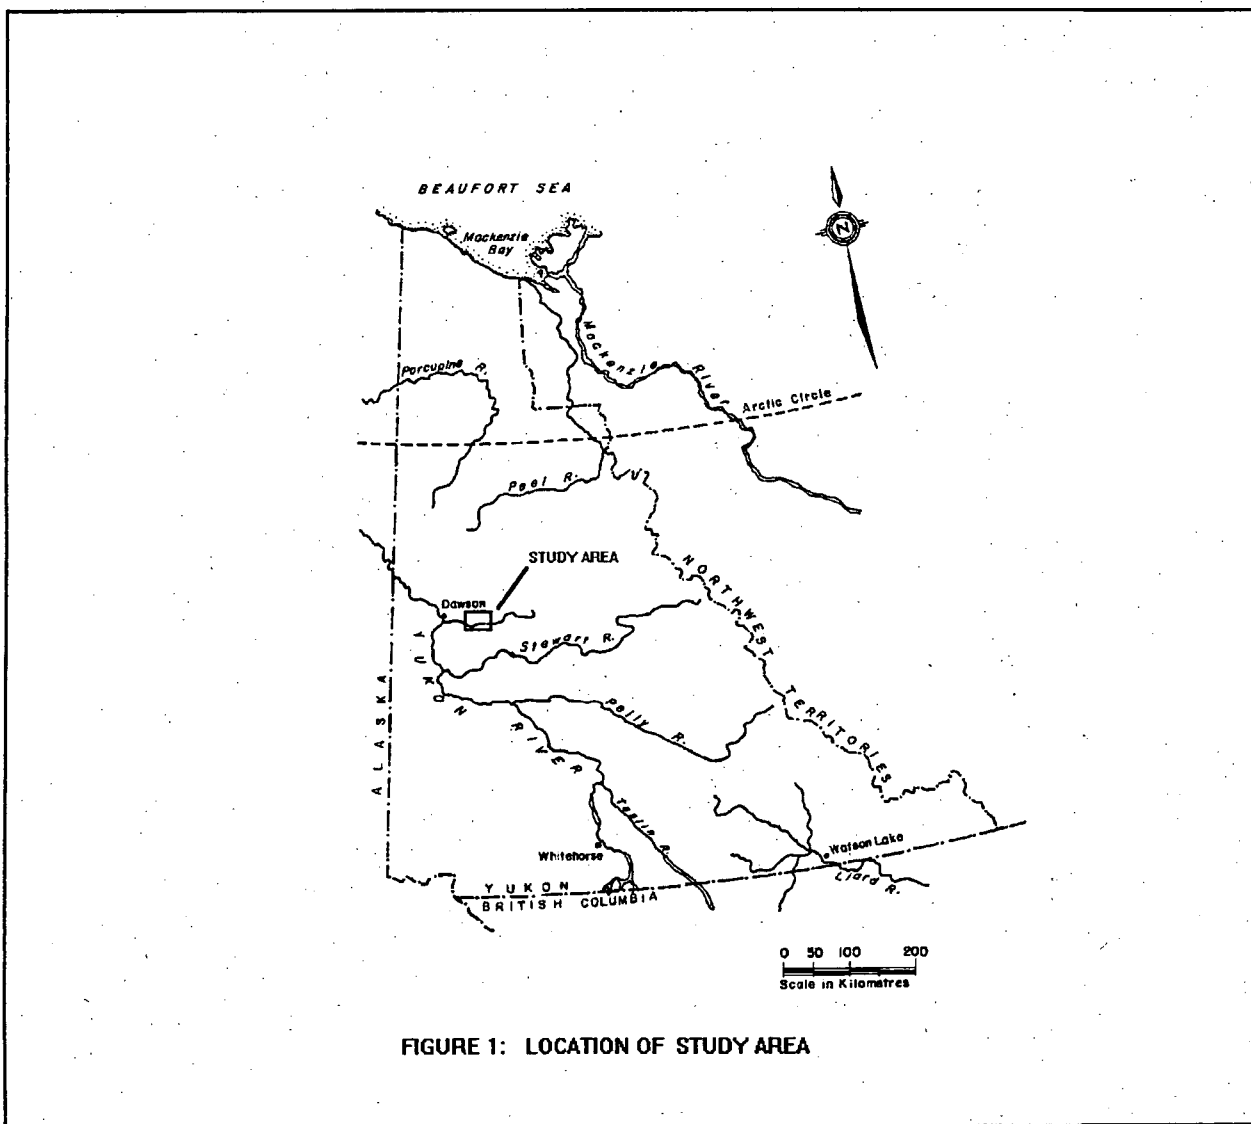 BEAUFORT SEA
Mackenzie
Bay
N
Mackenzie River
Porcupine R.
Arctic Circle
Peel R.
STUDY AREA
NORTHWEST TERRITORIES
Dawson
Stewart R.
YUKON RIVER
ALASKA
Pelly R.
Teslin R.
Whitehorse
Watson Lake
Liard R.
YUKON
BRITISH COLUMBIA
0 50 100 200
Scale in Kilometres
FIGURE 1: LOCATION OF STUDY AREA